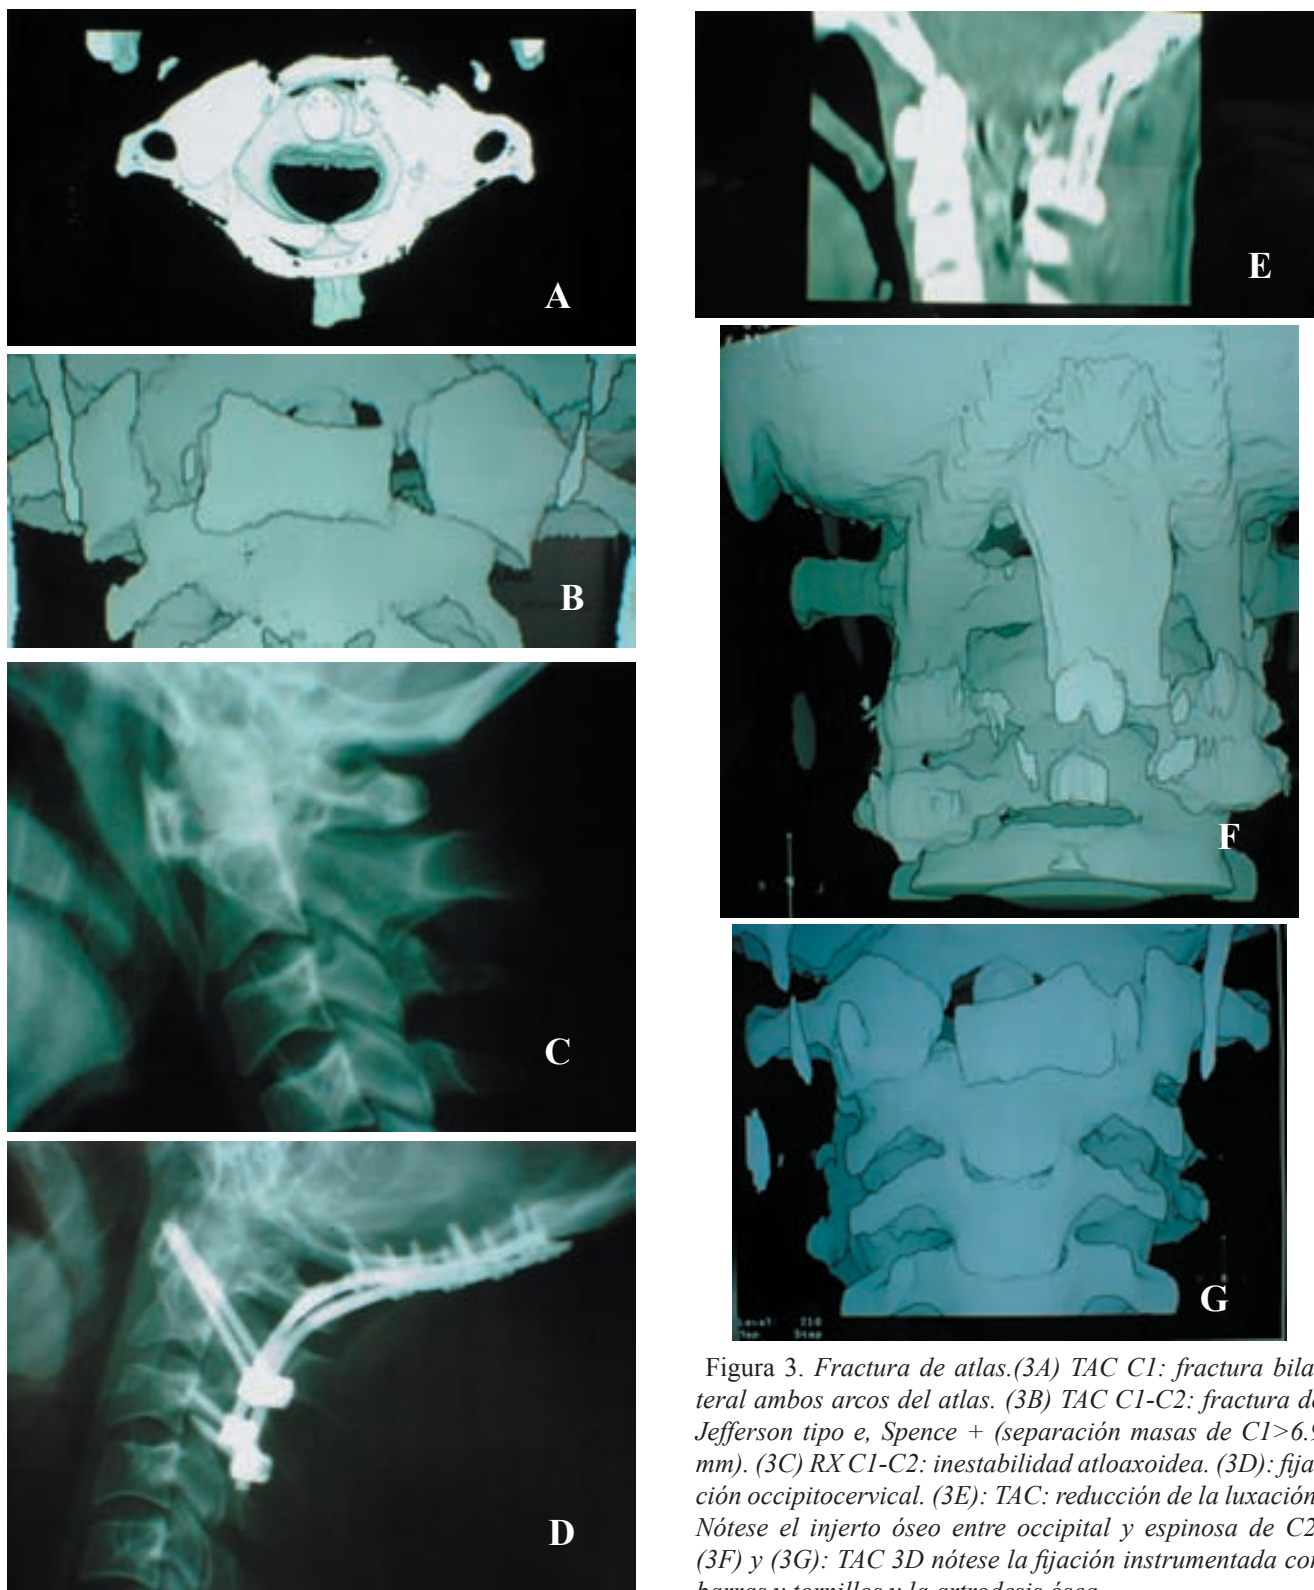 A
B
C
D
E
F
G
R
L
Figura 3. Fractura de atlas.(3A) TAC C1: fractura bila
teral ambos arcos del atlas. (3B) TAC C1-C2: fractura de
Jefferson tipo e, Spence + (separación masas de C1>6.9
mm). (3C) RX C1-C2: inestabilidad atloaxoidea. (3D): fija
ción occipitocervical. (3E): TAC: reducción de la luxación
Nótese el injerto óseo entre occipital y espinosa de C2
(3F) y (3G): TAC 3D nótese la fijación instrumentada con
barras y tornillos y la artrodesis ósea